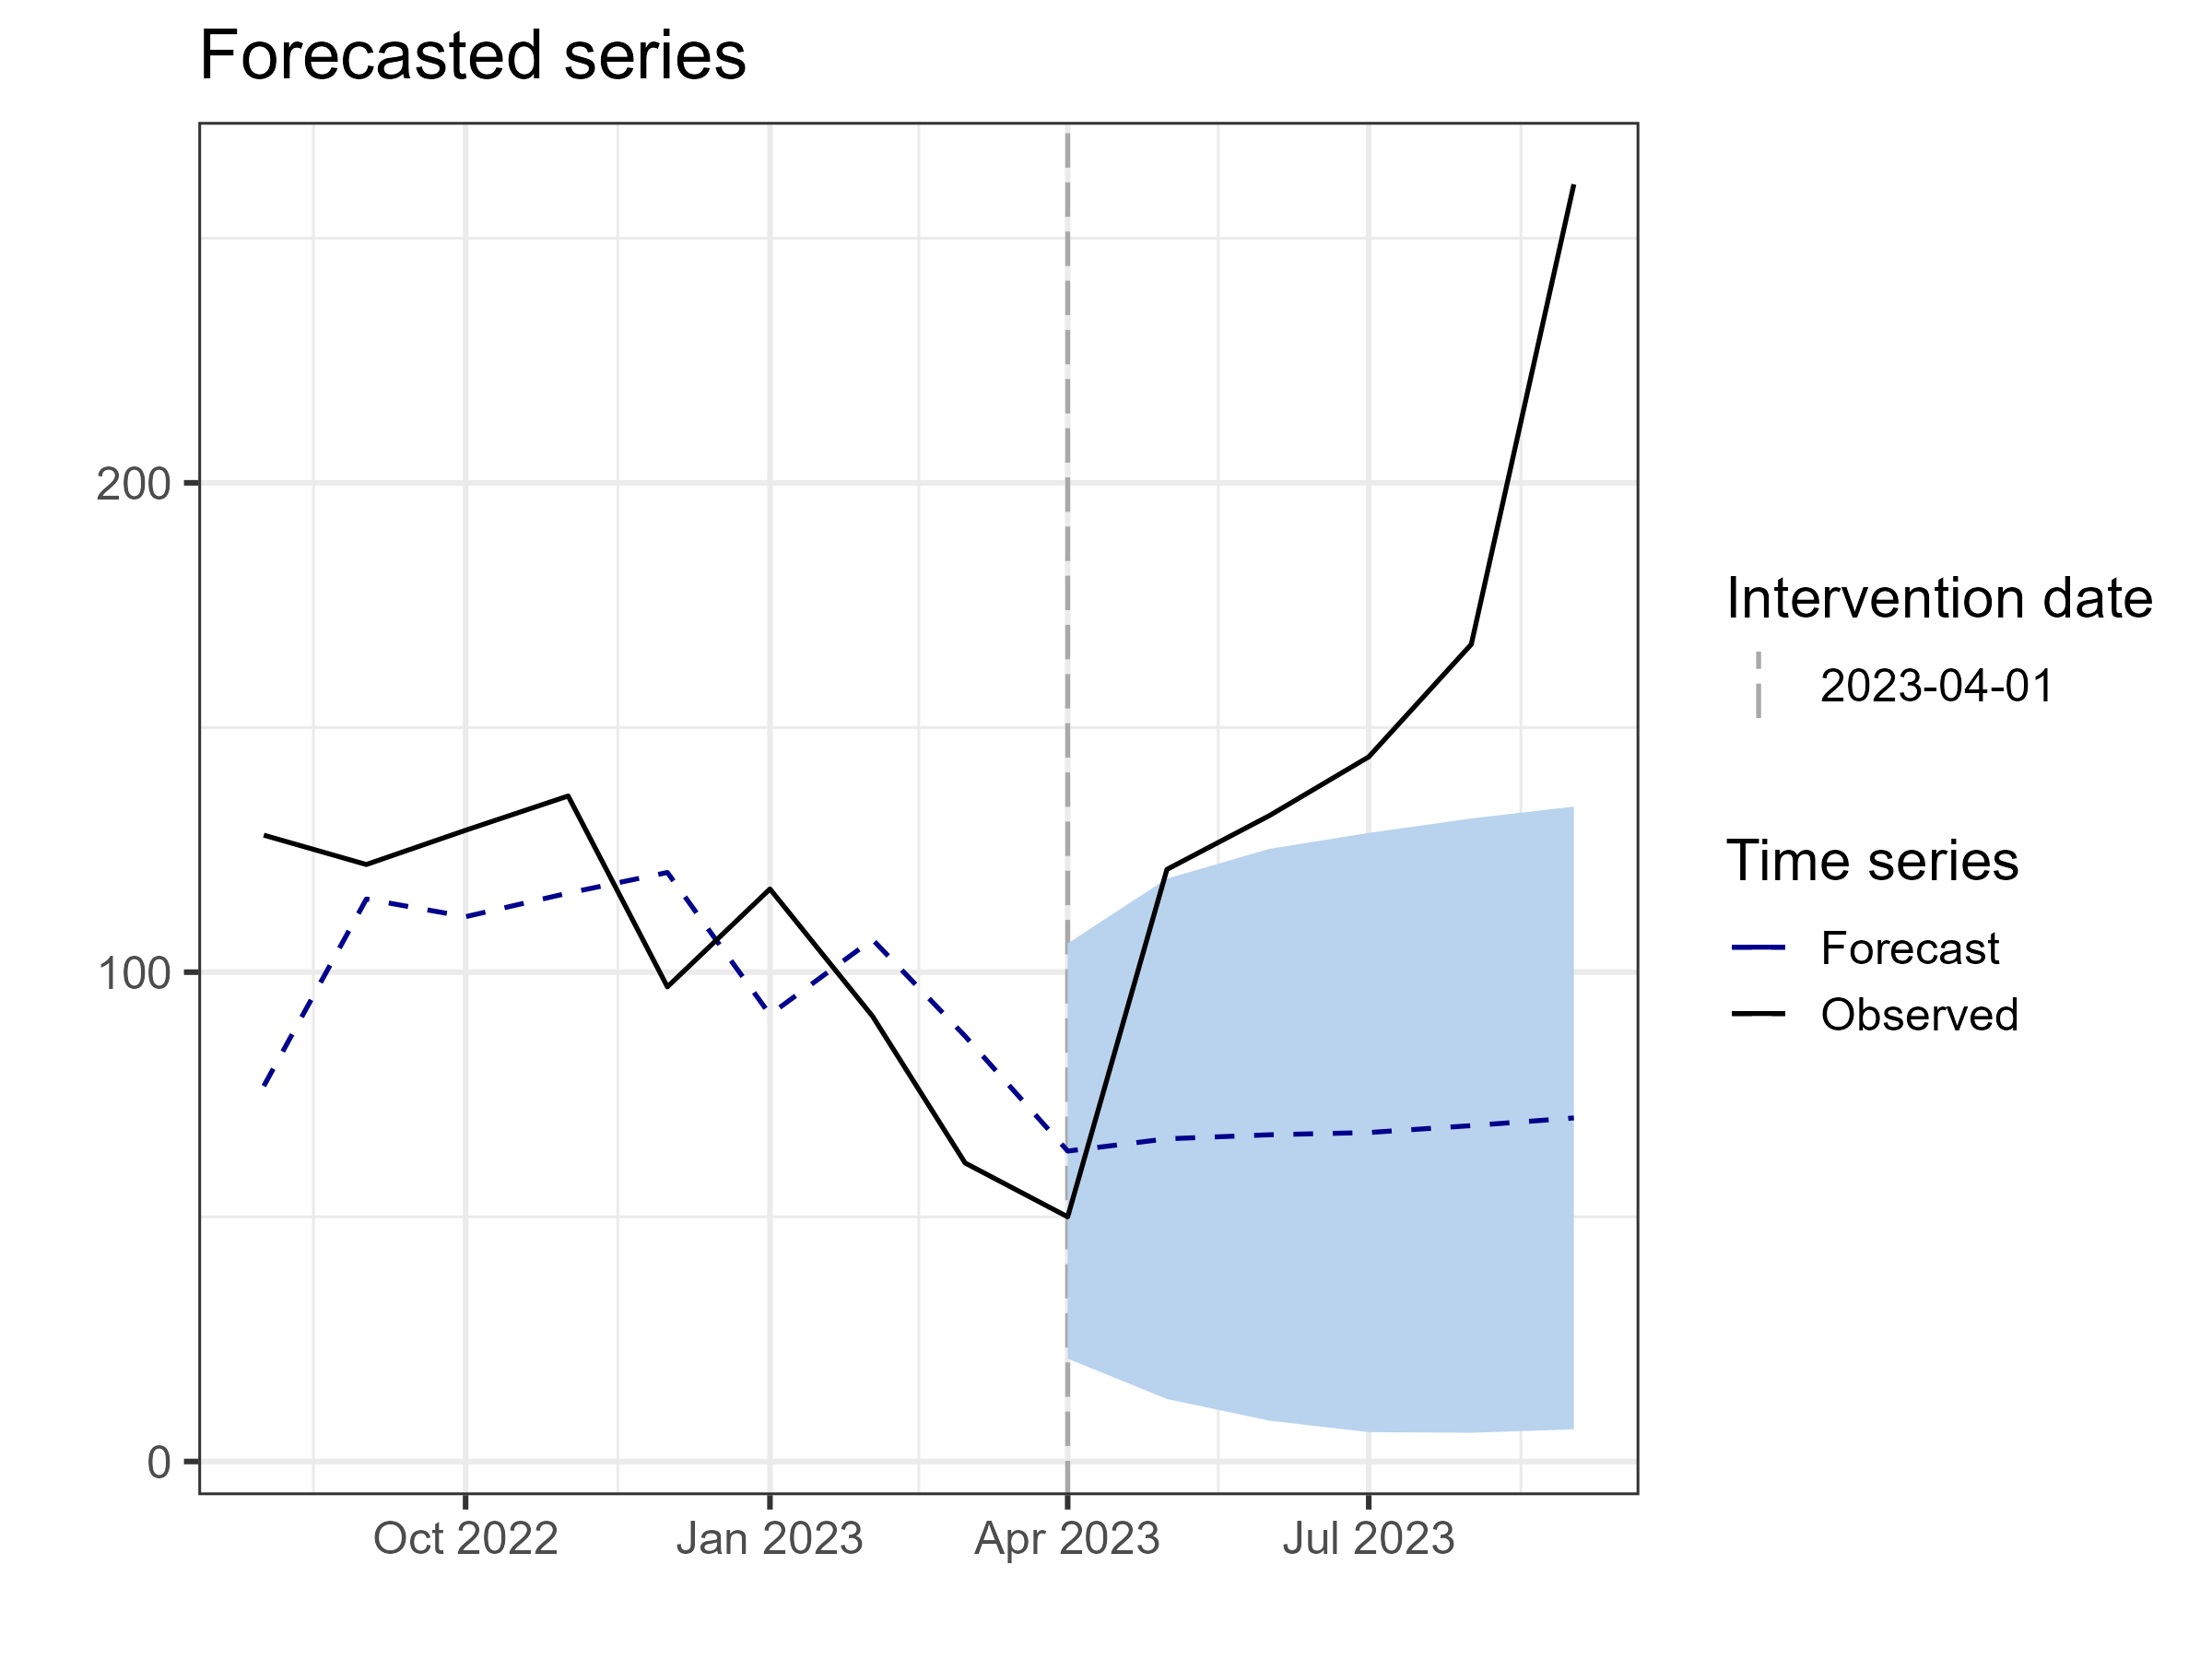 Forecasted series
200
100
0
Oct 2022 Jan 2023 Apr 2023 Jul 2023
Intervention date
2023-04-01
Time series
Forecast
Observed